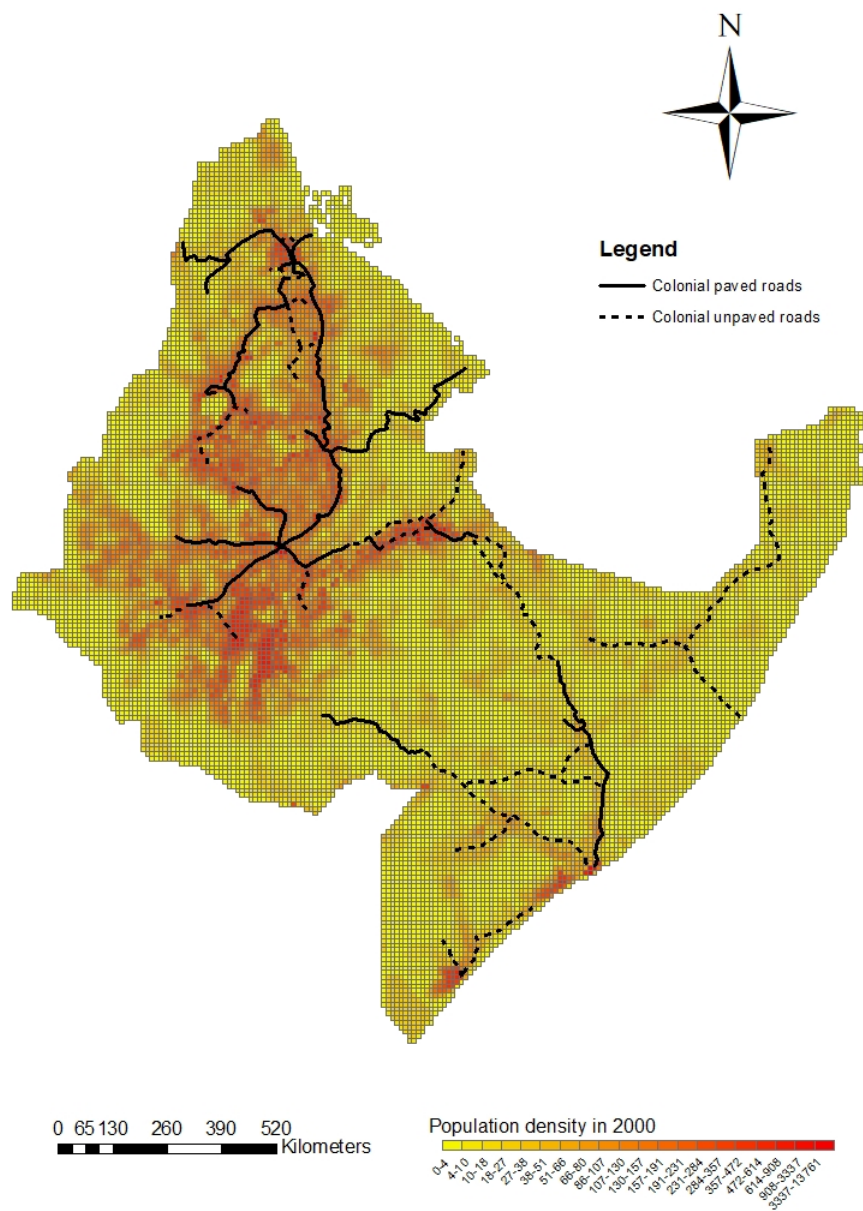 N
Legend
Colonial paved roads
Colonial unpaved roads
0 65 130 260 390 520
Kilometers
Population density in 2000
0-4
4-10
10-18
18-27
27-38
38-51
51-66
66-80
86-107
107-130
130-157
157-191
191-231
231-284
284-357
357-472
472-614
614-908
908-3337
3337-13761